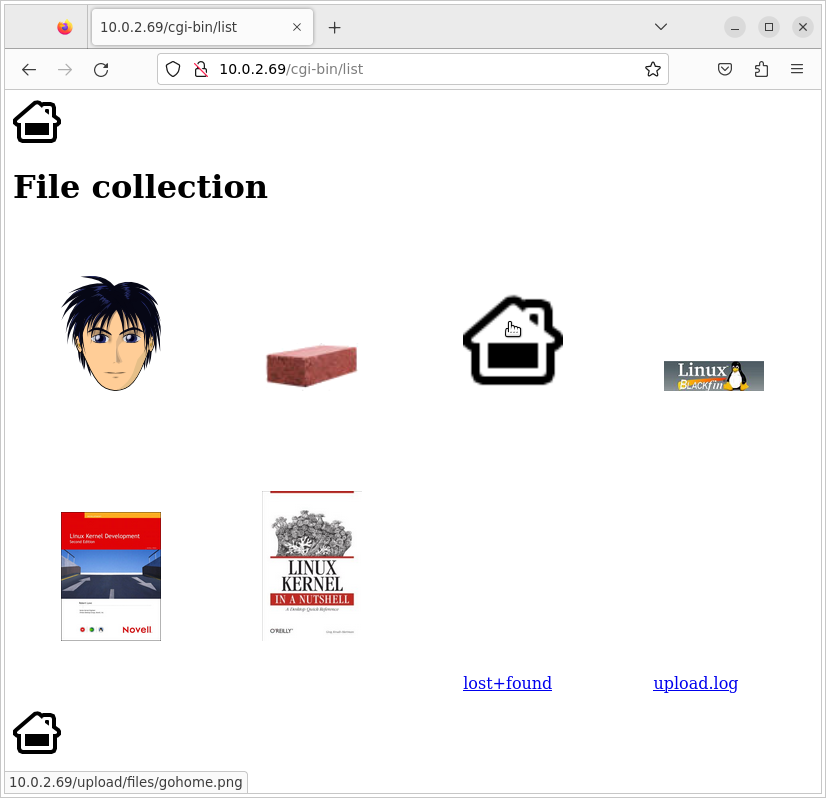 10.0.2.69/cgi-bin/list
10.0.2.69/cgi-bin/list
File collection
Linux
Blackfin
Linux Kernel Development
Second Edition
Novell
LINUX
KERNEL
IN A NUTSHELL
A Desktop Quick Reference
O'REILLY
lost+found
upload.log
10.0.2.69/upload/files/gohome.png